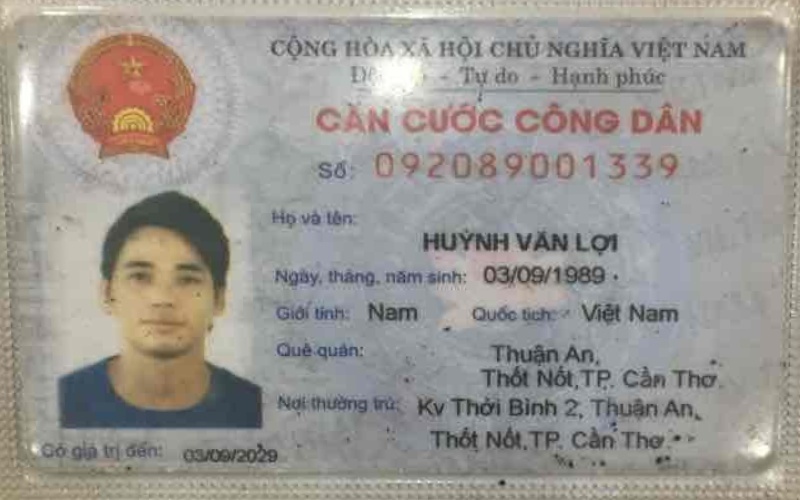 CỘNG HÒA XÃ HỘI CHỦ NGHĨA VIỆT NAM
- Tự do - Hạnh phúc
CĂN CƯỚC CÔNG DÂN
Số: 092089001339
Họ và tên:
HUỲNH VĂN LỢI
Ngày, tháng, năm sinh: 03/09/1989
Giới tính: Nam Quốc tịch: Việt Nam
Quê quán: Thuận An,
Thốt Nốt,TP. Cần Thơ
Nơi thường trú: Kv Thới Bình 2, Thuận An,
Thốt Nốt,TP. Cần Thơ
Có giá trị đến: 03/09/2029